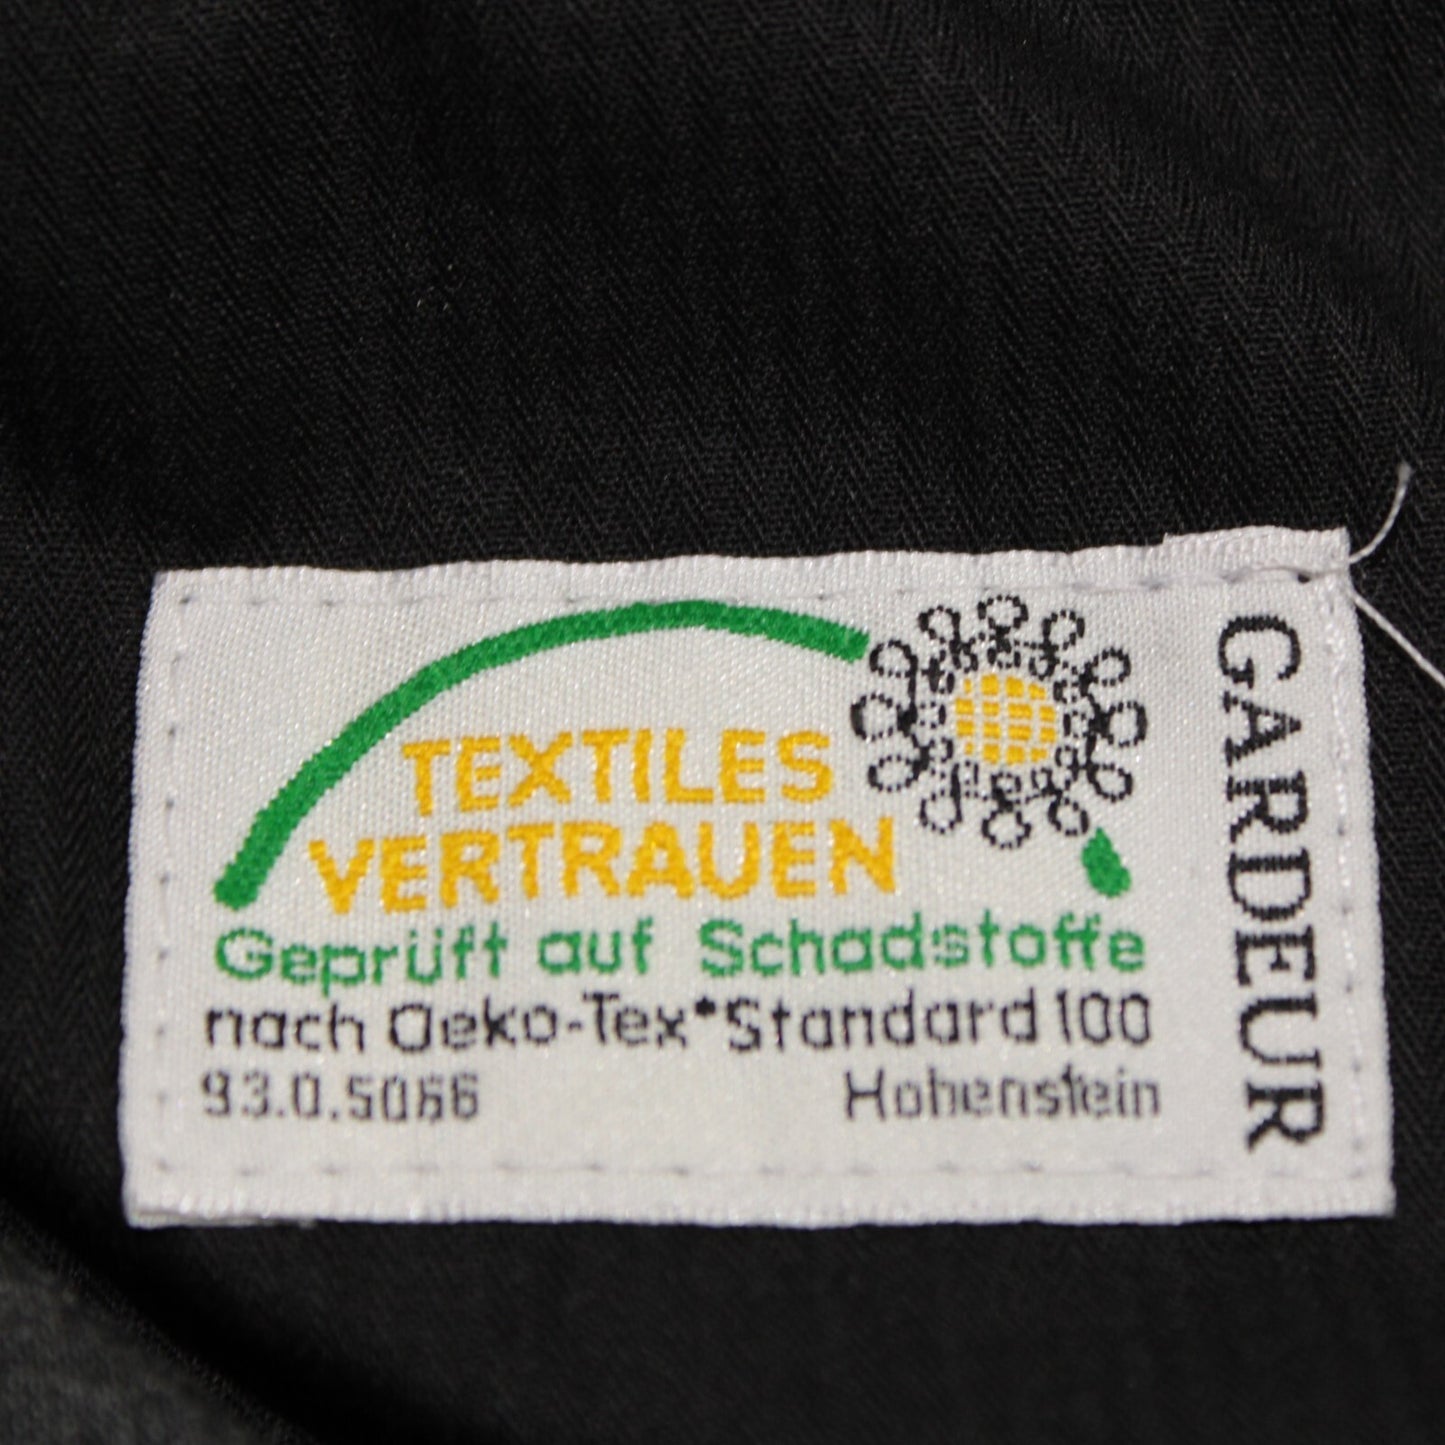 TEXTILES
VERTRAUEN
Geprüft auf Schadstoffe
nach Oeko-Tex*Standard 100
93.0.5066 Hohenstein
GARDEUR